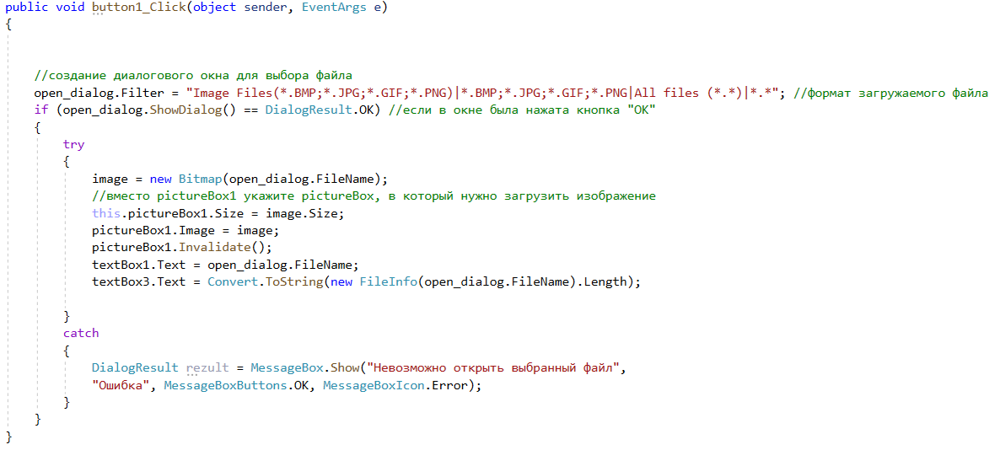 public void button1_Click(object sender, EventArgs e)
{
//создание диалогового окна для выбора файла
open_dialog.Filter = "Image Files(*.BMP;*.JPG;*.GIF;*.PNG)|*.BMP;*.JPG;*.GIF;*.PNG|All files (*.*)|*.*"; //формат загружаемого файла
if (open_dialog.ShowDialog() == DialogResult.OK) //если в окне была нажата кнопка "ОК"
{
try
{
image = new Bitmap(open_dialog.FileName);
//вместо pictureBox1 укажите pictureBox, в который нужно загрузить изображение
this.pictureBox1.Size = image.Size;
pictureBox1.Image = image;
pictureBox1.Invalidate();
textBox1.Text = open_dialog.FileName;
textBox3.Text = Convert.ToString(new FileInfo(open_dialog.FileName).Length);
}
catch
{
DialogResult rezult = MessageBox.Show("Невозможно открыть выбранный файл",
"Ошибка", MessageBoxButtons.OK, MessageBoxIcon.Error);
}
}
}